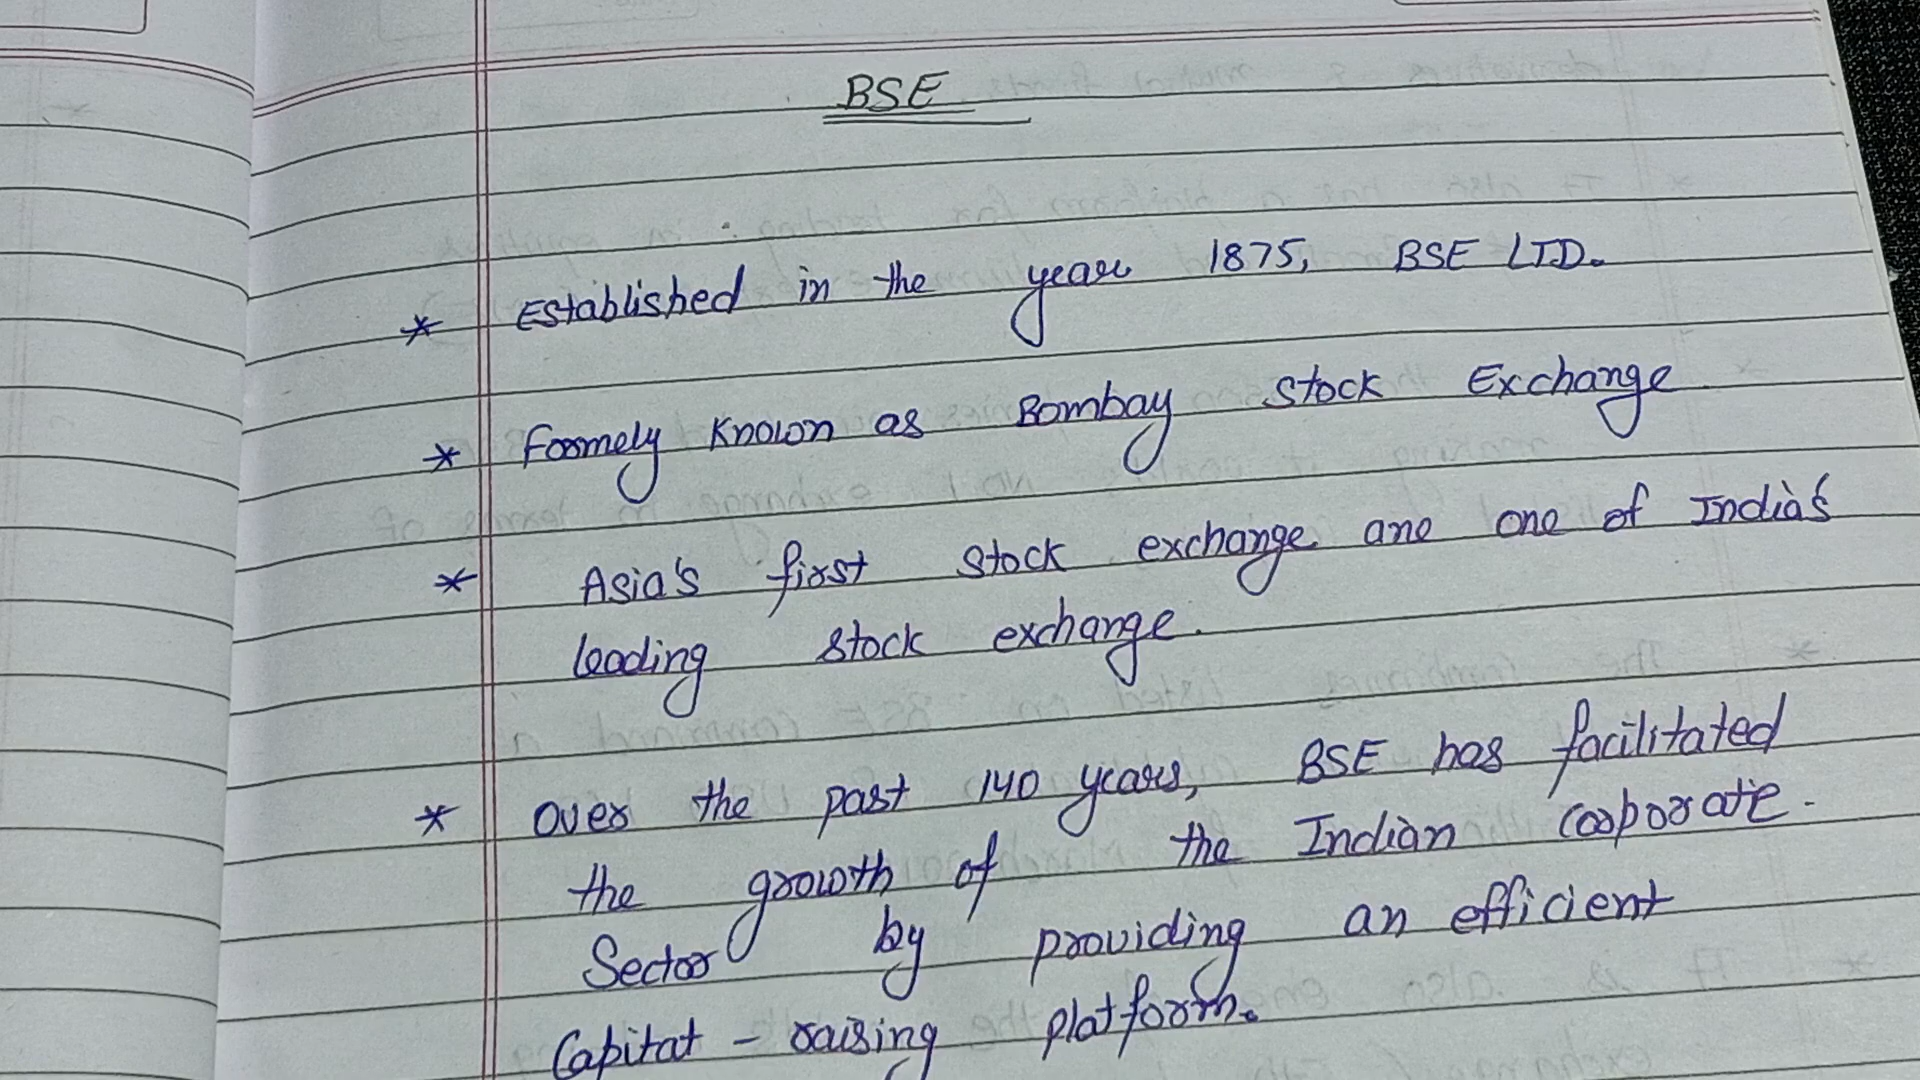 BSE
* Established in the year 1875, BSE LTD.
* Formely Known as Bombay Stock Exchange
* Asia's first stock exchange ane one of India's
leading stock exchange.
* Over the past 140 years, BSE has facilitated
the growth of the Indian corporate.
Sector by providing an efficient
Capitat - raising platform.